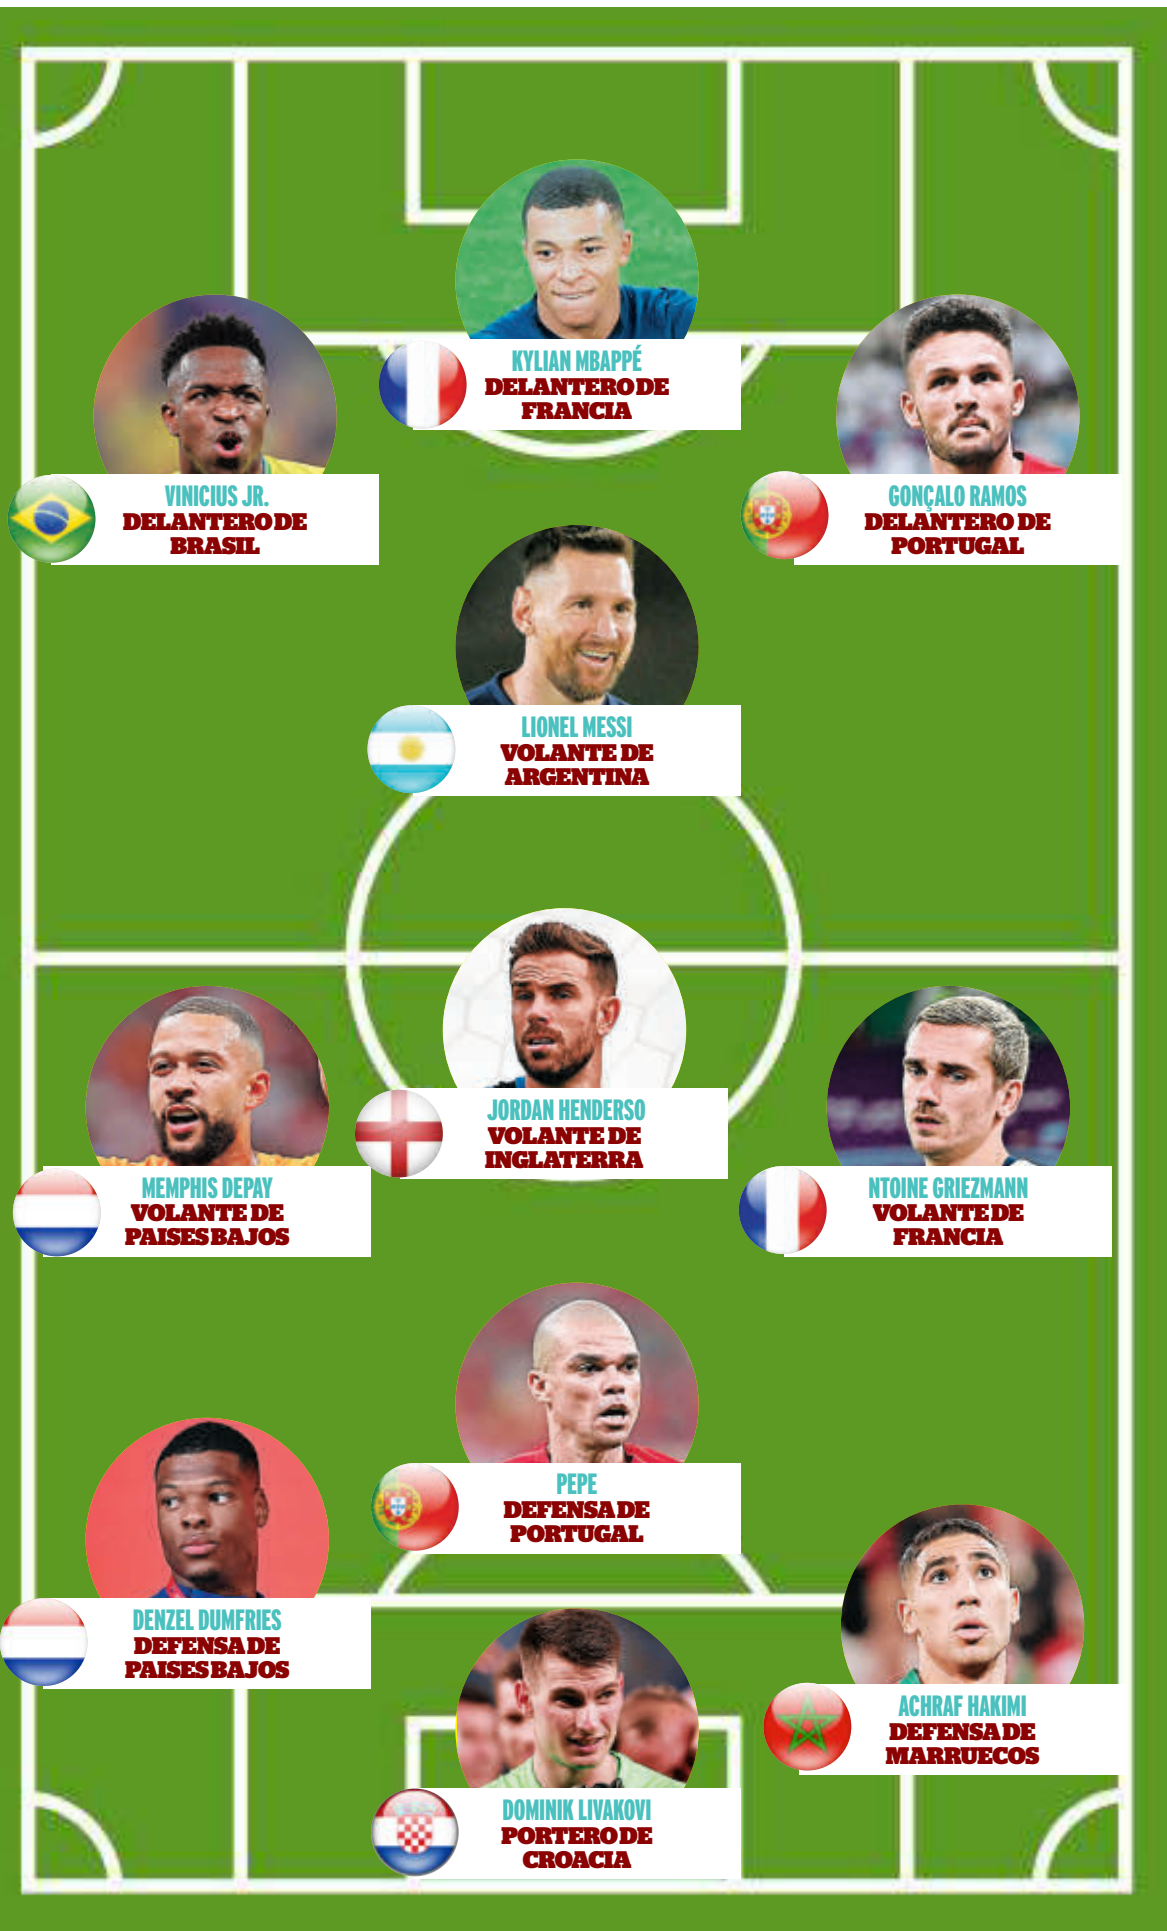 KYLIAN MBAPPÉ
DELANTERO DE
FRANCIA
VINICIUS JR.
DELANTERO DE
BRASIL
GONÇALO RAMOS
DELANTERO DE
PORTUGAL
LIONEL MESSI
VOLANTE DE
ARGENTINA
JORDAN HENDERSO
VOLANTE DE
INGLATERRA
MEMPHIS DEPAY
VOLANTE DE
PAISES BAJOS
NTOINE GRIEZMANN
VOLANTE DE
FRANCIA
PEPE
DEFENSA DE
PORTUGAL
DENZEL DUMFRIES
DEFENSA DE
PAISES BAJOS
ACHRAF HAKIMI
DEFENSA DE
MARRUECOS
DOMINIK LIVAKOVI
PORTERO DE
CROACIA